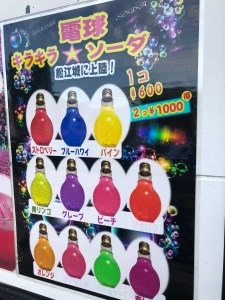 電球
キラキラ★ソーダ
松江城に上陸！
1コ
¥600
2コ¥1000
ストロベリー ブルーハワイ パイン
青リンゴ グレープ ピーチ
オレンジ